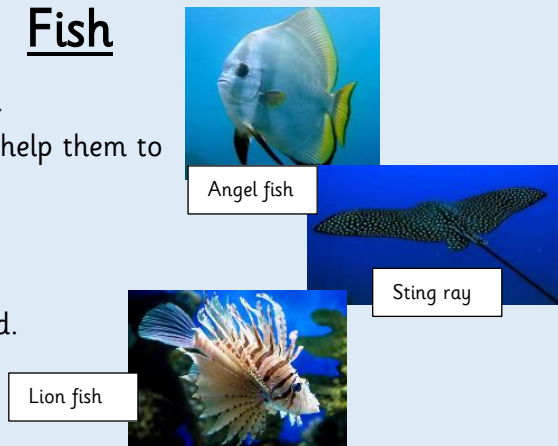 Fish
.
help them to
Angel fish
Sting ray
d.
Lion fish